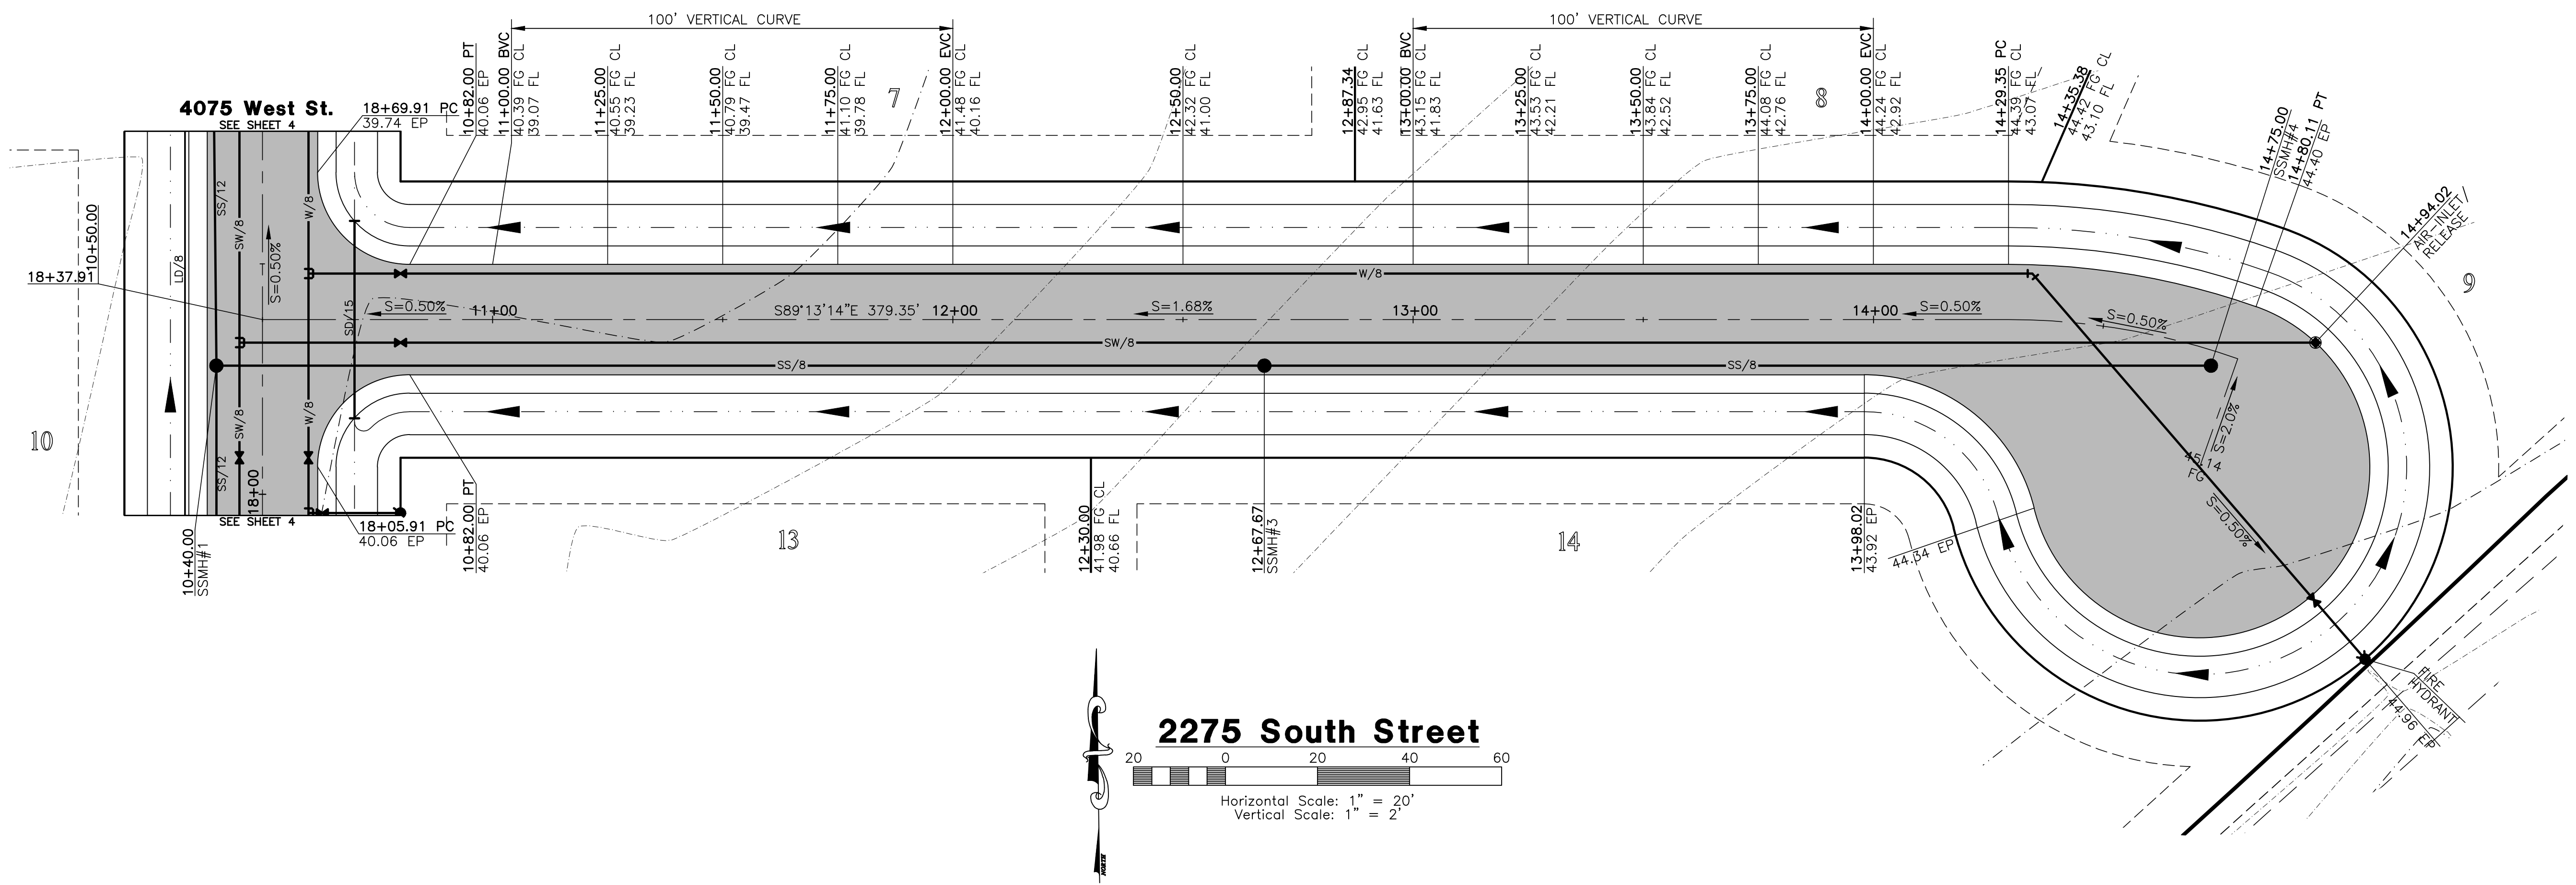 100' VERTICAL CURVE
100' VERTICAL CURVE
10+82.00 PT
40.06 EP
11+00.00 BVC
40.39 FG CL
39.07 FL
11+25.00
40.55 FG CL
39.23 FL
11+50.00
40.79 FG CL
39.47 FL
11+75.00
41.10 FG CL
39.78 FL
7
12+00.00 EVC
41.48 FG CL
40.16 FL
12+50.00
42.32 FG CL
41.00 FL
12+87.34
42.95 FG CL
41.63 FL
13+00.00 BVC
43.15 FG CL
41.83 FL
13+25.00
43.53 FG CL
42.21 FL
13+50.00
43.84 FG CL
42.52 FL
13+75.00
44.08 FG CL
42.76 FL
8
14+00.00 EVC
44.24 FG CL
42.92 FL
14+29.35 PC
44.39 FG CL
43.07 FL
14+35.38
44.42 FG CL
43.10 FL
14+75.00
SSMH#4
14+80.11 PT
44.40 EP
14+94.02
AIR-INLET/
RELEASE
9
4075 West St.
SEE SHEET 4
18+69.91 PC
39.74 EP
10+50.00
18+37.91
LD/8
SS/12
SW/8
S=0.50%
W/8
SD/15
S=0.50%
11+00
S89°13'14"E 379.35'
12+00
S=1.68%
13+00
14+00
S=0.50%
S=0.50%
W/8
SW/8
SS/8
SS/8
S=2.0%
45.14
FG
S=0.50%
10
SS/12
SW/8
18+00
W/8
SEE SHEET 4
18+05.91 PC
40.06 EP
10+82.00 PT
40.06 EP
10+40.00
SSMH#1
13
12+30.00
41.98 FG CL
40.66 FL
12+67.67
SSMH#3
14
13+98.02
43.92 EP
44.34 EP
FIRE
HYDRANT
44.96 EP
NORTH
2275 South Street
20 0 20 40 60
Horizontal Scale: 1" = 20'
Vertical Scale: 1" = 2'